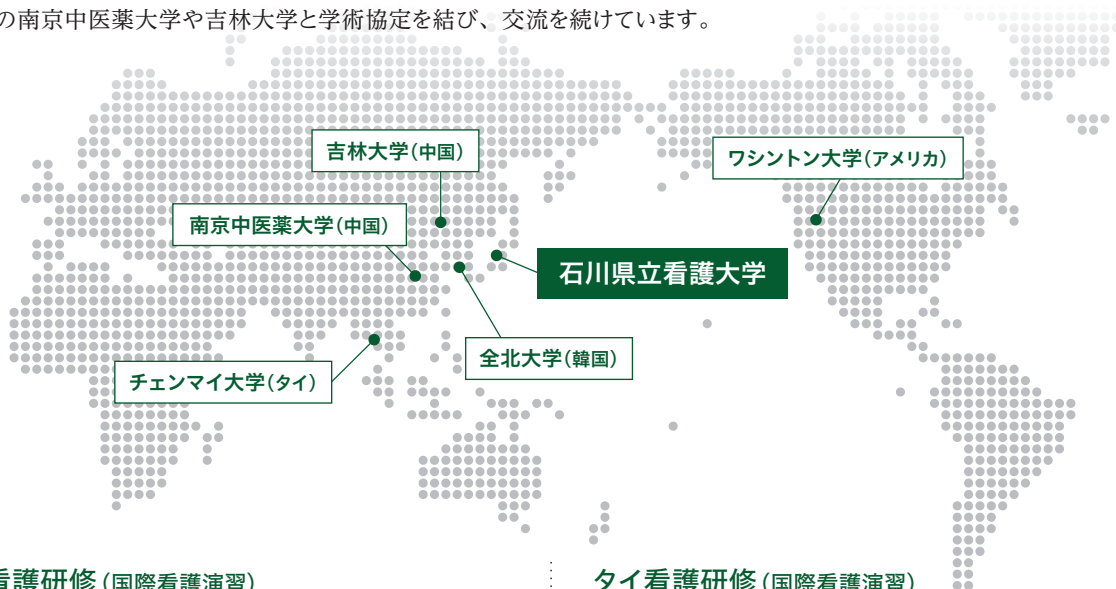 の南京中医薬大学や吉林大学と学術協定を結び、交流を続けています。
吉林大学(中国)
ワシントン大学(アメリカ)
南京中医薬大学(中国)
石川県立看護大学
全北大学(韓国)
チェンマイ大学(タイ)
看護研修(国際看護演習)
タイ看護研修(国際看護演習)